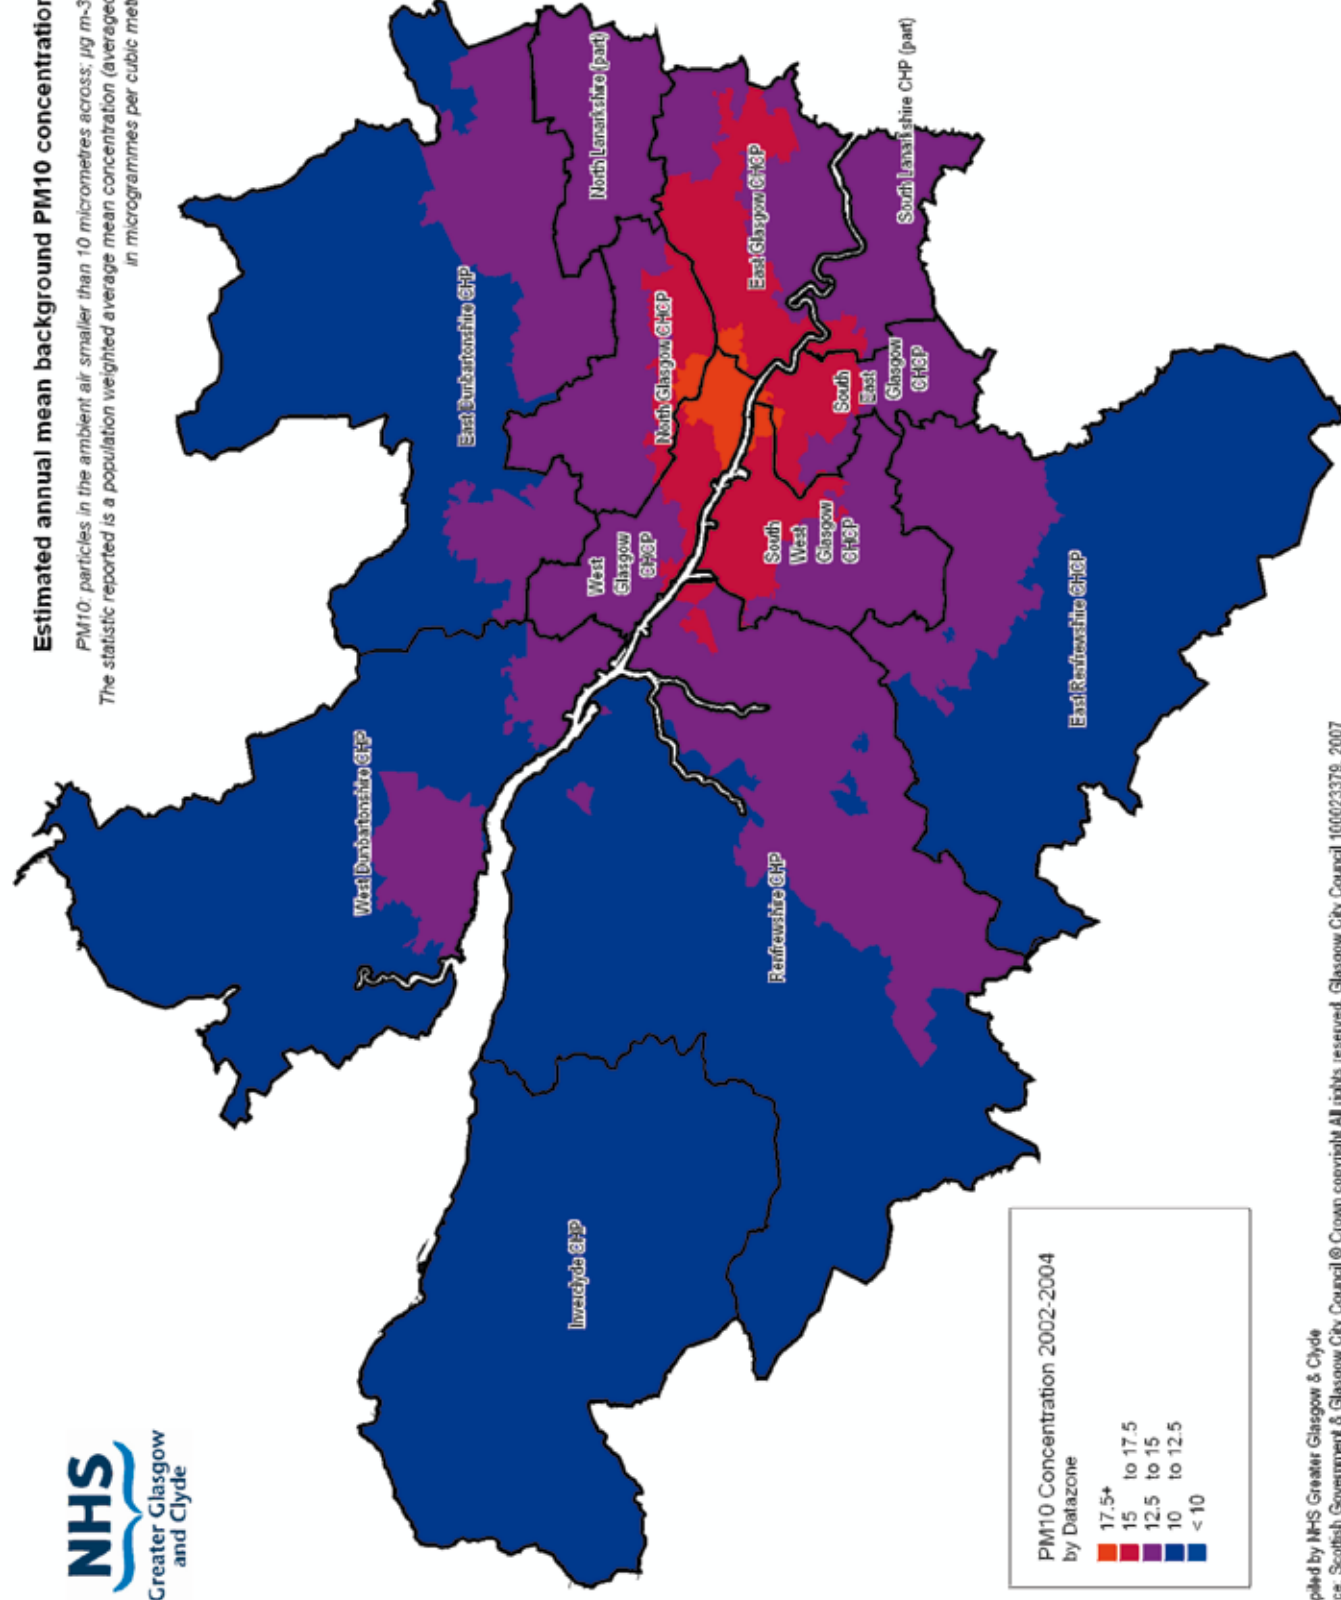 Estimated annual mean background PM10 concentration
PM10: particles in the ambient air smaller than 10 micrometres across; µg m-3
The statistic reported is a population weighted average mean concentration (averaged
in microgrammes per cubic met
NHS
Greater Glasgow
and Clyde
West Dunbartonshire CHP
East Dunbartonshire CHP
North Lanarkshire (part)
West
Glasgow
CHCP
North Glasgow CHCP
East Glasgow CHCP
South Lanarkshire CHP (part)
Inverclyde CHP
Renfrewshire CHP
South
West
Glasgow
CHCP
South
East
Glasgow
CHCP
East Renfrewshire CHCP
PM10 Concentration 2002-2004
by Datazone
17.5+
15 to 17.5
12.5 to 15
10 to 12.5
< 10
piled by NHS Greater Glasgow & Clyde
ce: Scottish Government & Glasgow City Council © Crown copyright All rights reserved. Glasgow City Council 100023379, 2007